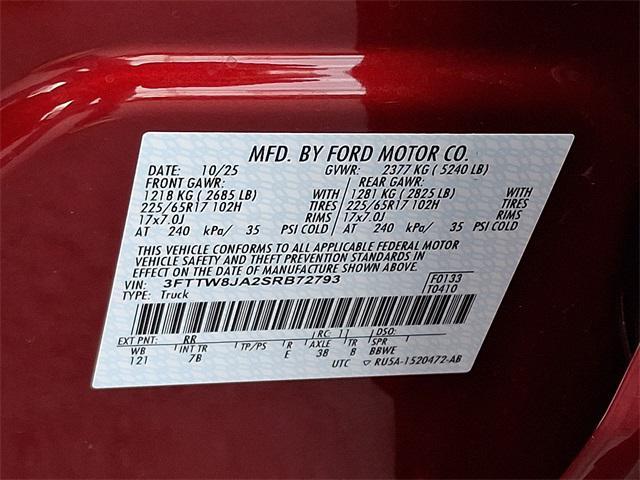 MFD. BY FORD MOTOR CO.
DATE: 10/25 GVWR: 2377 KG ( 5240 LB)
FRONT GAWR: REAR GAWR:
1218 KG ( 2685 LB) WITH 1281 KG ( 2825 LB) WITH
225/65R17 102H TIRES 225/65R17 102H TIRES
17x7.0J RIMS 17x7.0J RIMS
AT 240 kPa/ 35 PSI COLD AT 240 kPa/ 35 PSI COLD
THIS VEHICLE CONFORMS TO ALL APPLICABLE FEDERAL MOTOR
VEHICLE SAFETY AND THEFT PREVENTION STANDARDS IN
EFFECT ON THE DATE OF MANUFACTURE SHOWN ABOVE.
VIN: 3FTTW8JA2SRB72793 F0133
TYPE: Truck T0410
EXT PNT: RR RC: 11 DSO:
WB INT TR TP/PS R AXLE TR SPR
121 7B E 3B 8 BBWE
UTC ▽ RU5A-1520472-AB